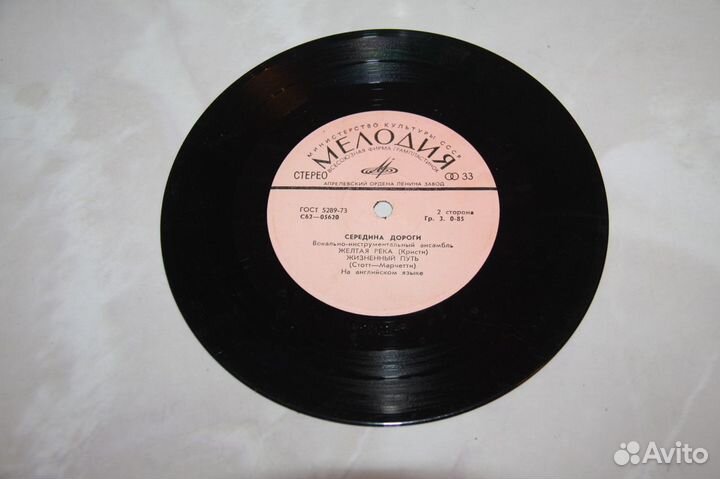 МИНИСТЕРСТВО КУЛЬТУРЫ СССР
МЕЛОДИЯ
ВСЕСОЮЗНАЯ ФИРМА ГРАМПЛАСТИНОК
СТЕРЕО
33
АПРЕЛЕВСКИЙ ОРДЕНА ЛЕНИНА ЗАВОД
ГОСТ 5289-73
2 сторона
С62—05620
Гр. 3. 0-85
СЕРЕДИНА ДОРОГИ
Вокально-инструментальный ансамбль
ЖЕЛТАЯ РЕКА (Кристи)
ЖИЗНЕННЫЙ ПУТЬ
(Стотт—Марчетти)
На английском языке
Avito